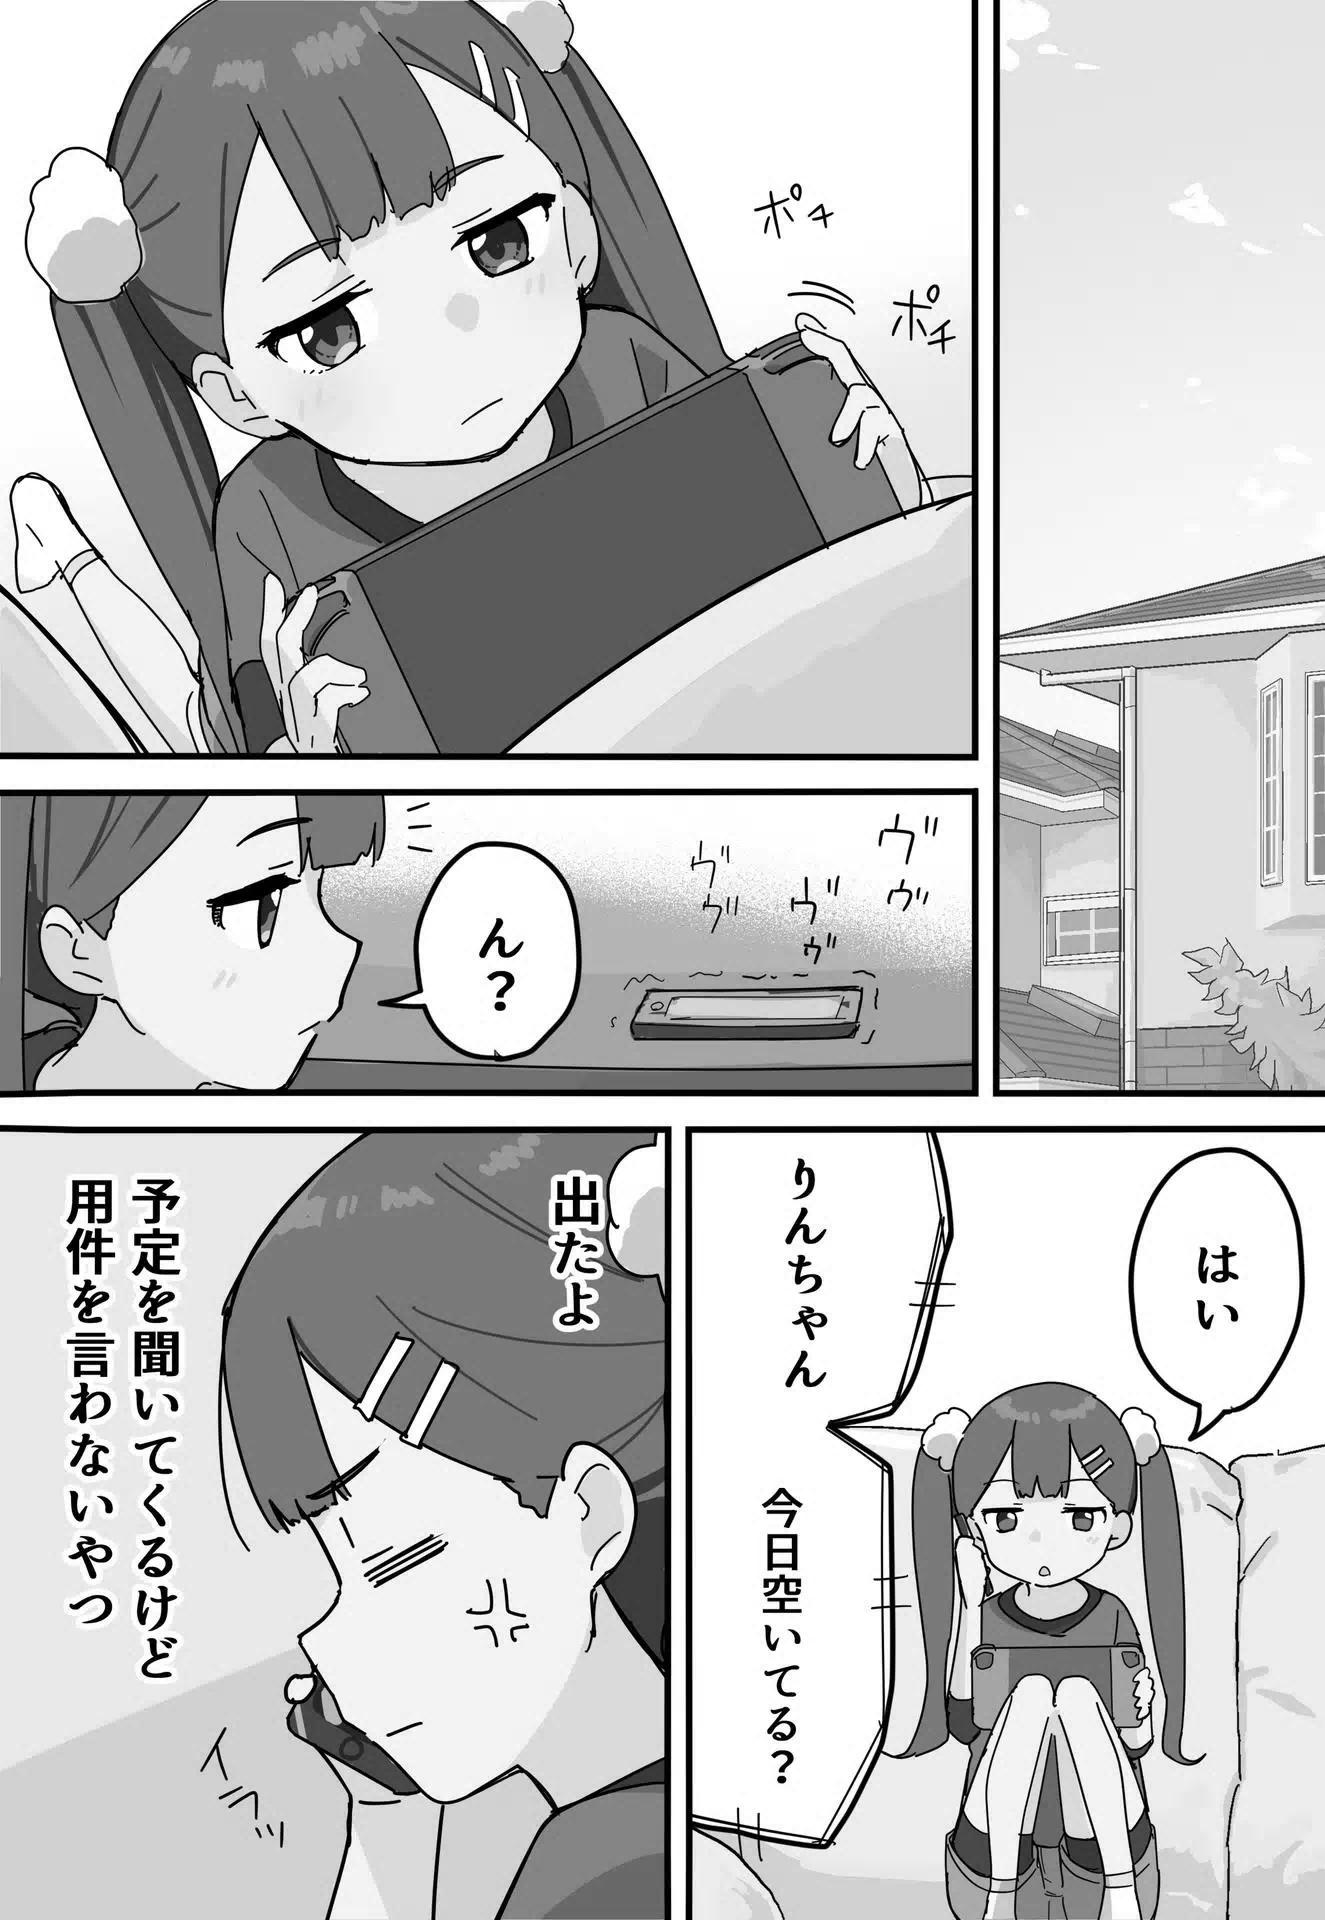 ポチ
ポチ
ヴヴ
ヴヴ
ヴヴ
ん？
はい
りんちゃん
今日空いてる？
出たよ
予定を聞いてくるけど
用件を言わないやつ
イラッ